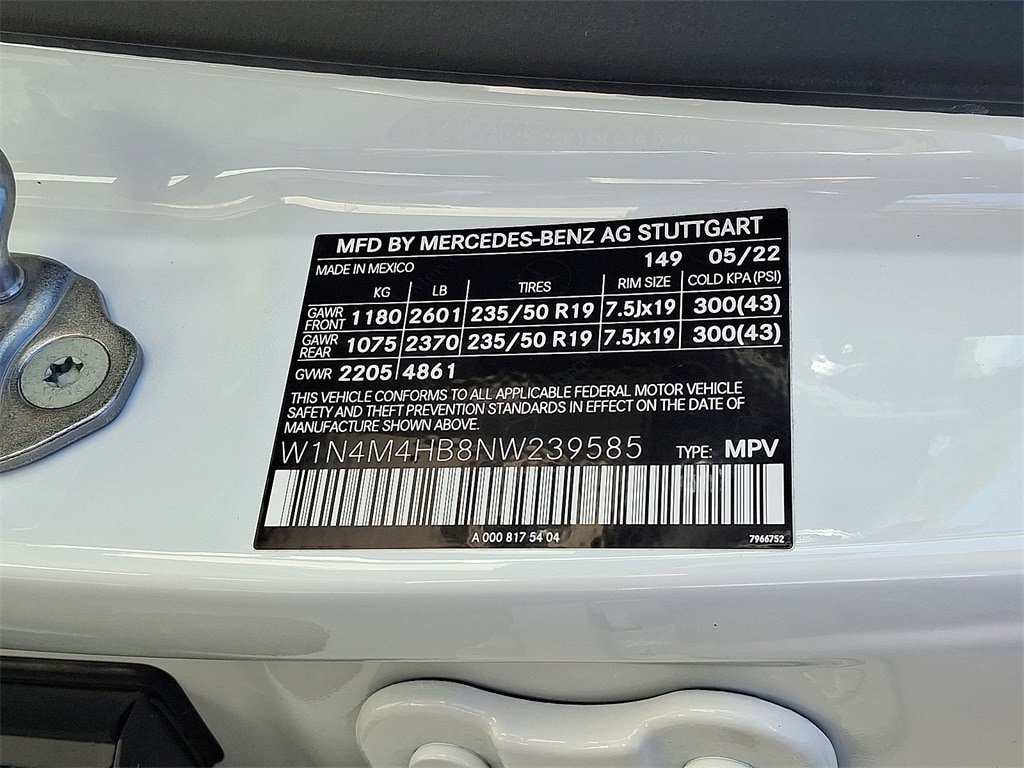 MFD BY MERCEDES-BENZ AG STUTTGART
MADE IN MEXICO 149 05/22
KG LB TIRES RIM SIZE COLD KPA (PSI)
GAWR FRONT 1180 2601 235/50 R19 7.5Jx19 300(43)
GAWR REAR 1075 2370 235/50 R19 7.5Jx19 300(43)
GVWR 2205 4861
THIS VEHICLE CONFORMS TO ALL APPLICABLE FEDERAL MOTOR VEHICLE
SAFETY AND THEFT PREVENTION STANDARDS IN EFFECT ON THE DATE OF
MANUFACTURE SHOWN ABOVE.
W1N4M4HB8NW239585 TYPE: MPV
A 000 817 54 04 7966752